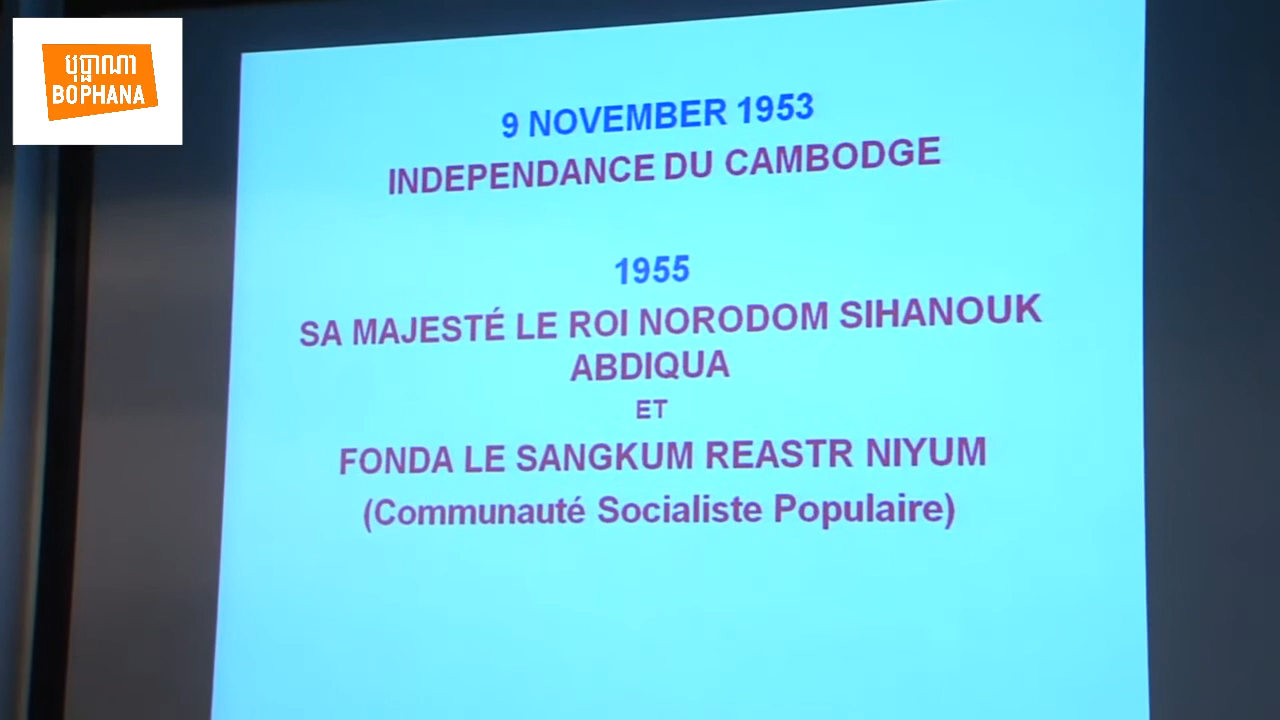 បុប្ផាណា
BOPHANA
9 NOVEMBER 1953
INDEPENDANCE DU CAMBODGE
1955
SA MAJESTÉ LE ROI NORODOM SIHANOUK
ABDIQUA
ET
FONDA LE SANGKUM REASTR NIYUM
(Communauté Socialiste Populaire)